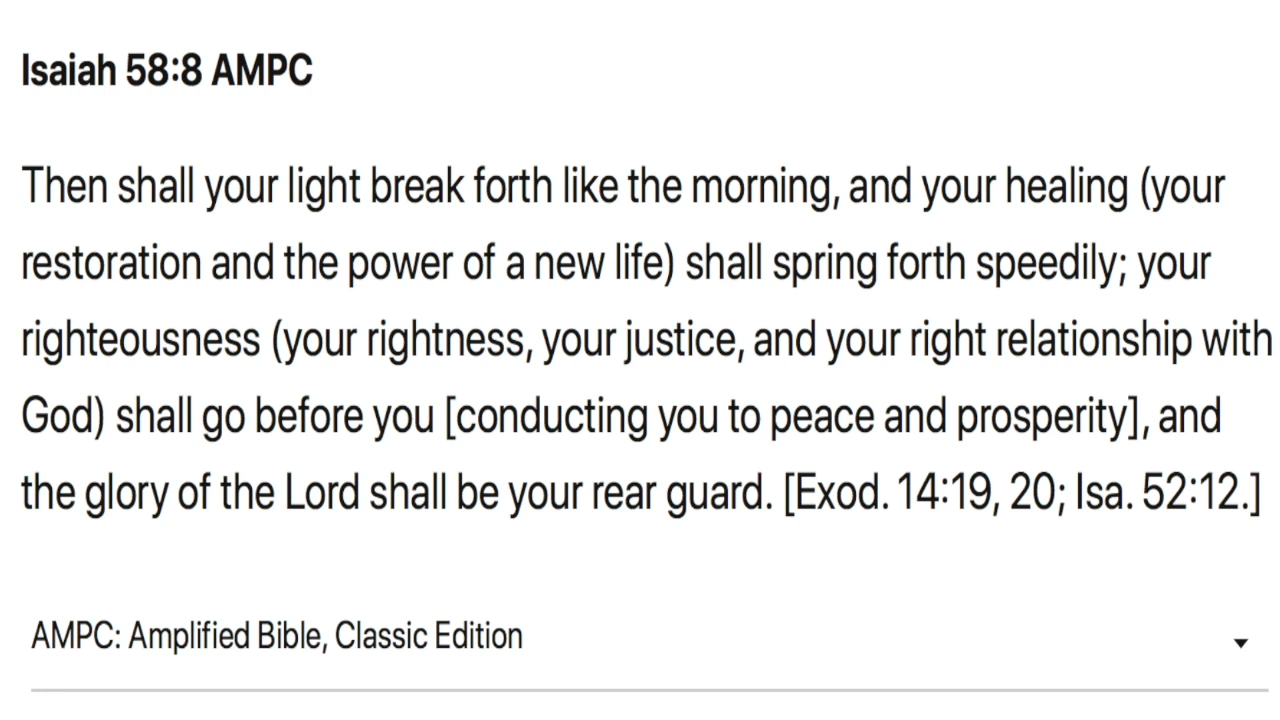 Isaiah 58:8 AMPC
Then shall your light break forth like the morning, and your healing (your
restoration and the power of a new life) shall spring forth speedily; your
righteousness (your rightness, your justice, and your right relationship with
God) shall go before you [conducting you to peace and prosperity], and
the glory of the Lord shall be your rear guard. [Exod. 14:19, 20; Isa. 52:12.]
AMPC: Amplified Bible, Classic Edition